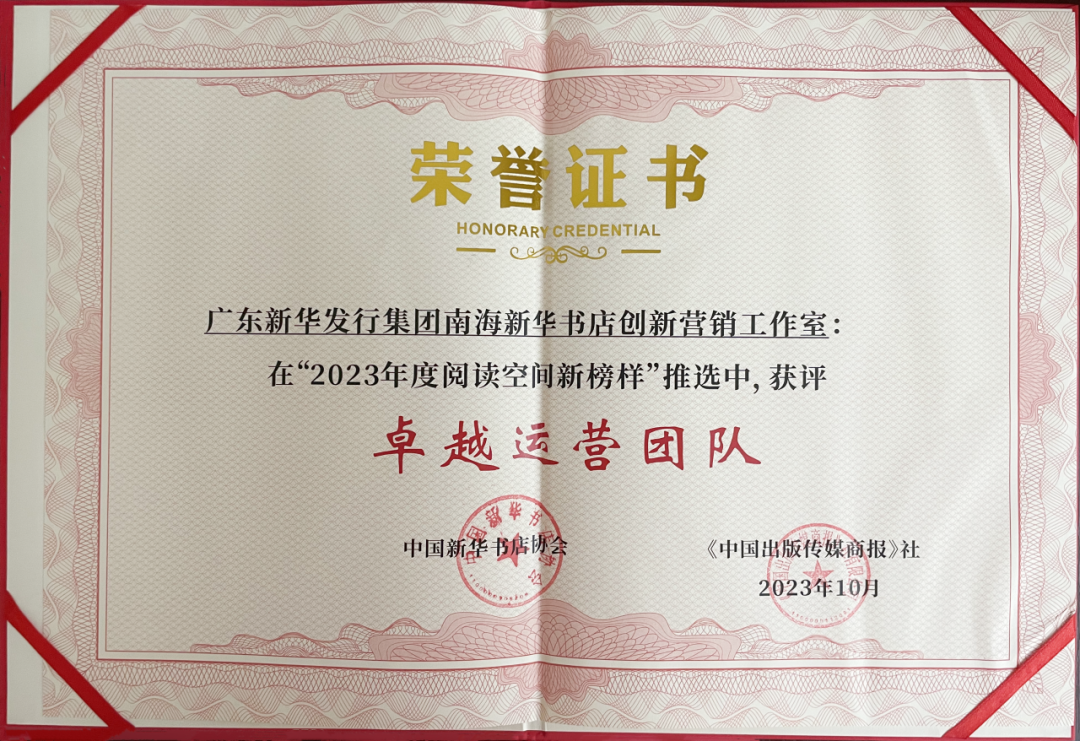 荣誉证书
HONORARY CREDENTIAL
广东新华发行集团南海新华书店创新营销工作室：
在“2023年度阅读空间新榜样”推选中，获评
卓越运营团队
中国新华书店协会
《中国出版传媒商报》社
2023年10月